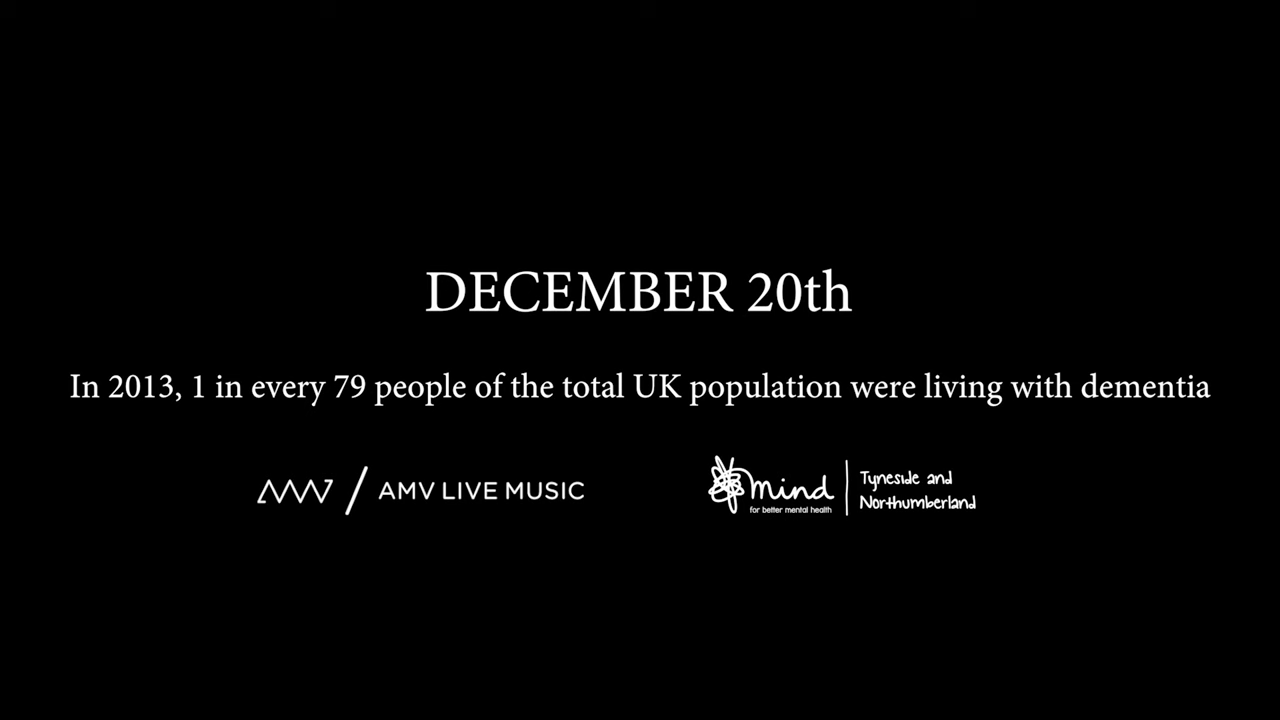 DECEMBER 20th
In 2013, 1 in every 79 people of the total UK population were living with dementia
AMV / AMV LIVE MUSIC
mind
for better mental health
Tyneside and
Northumberland